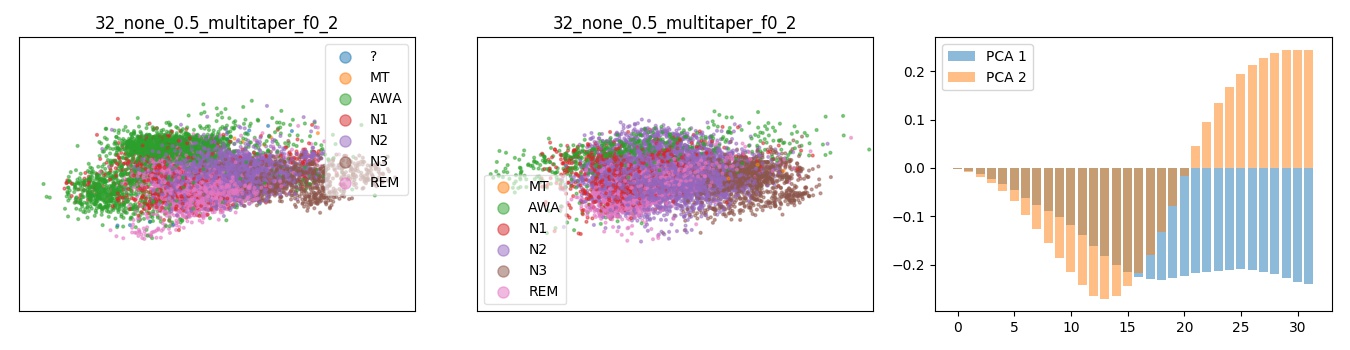 32_none_0.5_multitaper_f0_2
?
MT
AWA
N1
N2
N3
REM
32_none_0.5_multitaper_f0_2
MT
AWA
N1
N2
N3
REM
PCA 1
PCA 2
0.2
0.1
0.0
−0.1
−0.2
0 5 10 15 20 25 30